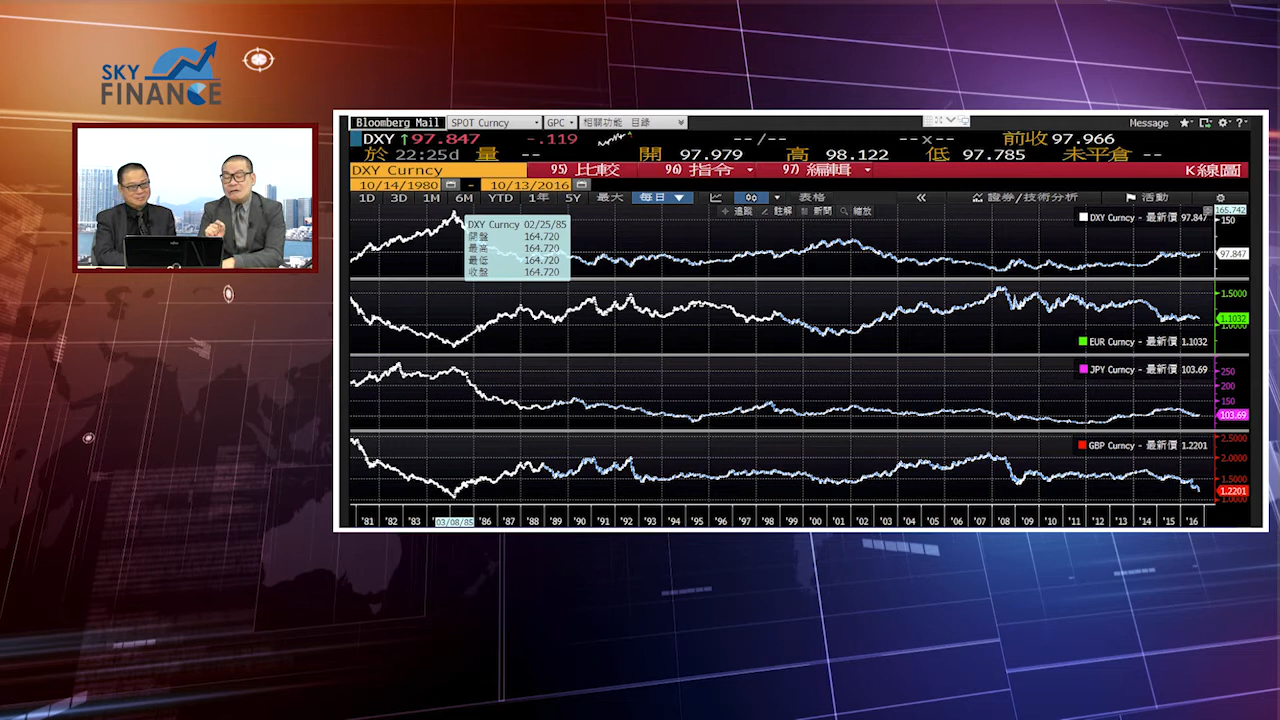 SKY
FINANCE
Bloomberg Mail SPOT Curncy GPC 相關功能 目錄 Message ?
DXY ↑97.847 -.119 --/-- --x-- 前收 97.966
於 22:25d 量 -- 開 97.979 高 98.122 低 97.785 未平倉 --
DXY Curncy 95) 比較 96) 指令 97) 編輯 K線圖
10/14/1980 - 10/13/2016
1D 3D 1M 6M YTD 1年 5Y 最大 每日 ▼ 表格 « 證券/技術分析 活動
追蹤 註解 新聞 縮放
DXY Curncy - 最新價 97.847
165.742
150
97.847
DXY Curncy 02/25/85
開盤 164.720
最高 164.720
最低 164.720
收盤 164.720
1.5000
1.1032
1.0000
EUR Curncy - 最新價 1.1032
JPY Curncy - 最新價 103.69
250
200
150
103.69
GBP Curncy - 最新價 1.2201
2.5000
2.0000
1.5000
1.2201
1.0000
'81 '82 '83 03/08/85 '86 '87 '88 '89 '90 '91 '92 '93 '94 '95 '96 '97 '98 '99 '00 '01 '02 '03 '04 '05 '06 '07 '08 '09 '10 '11 '12 '13 '14 '15 '16